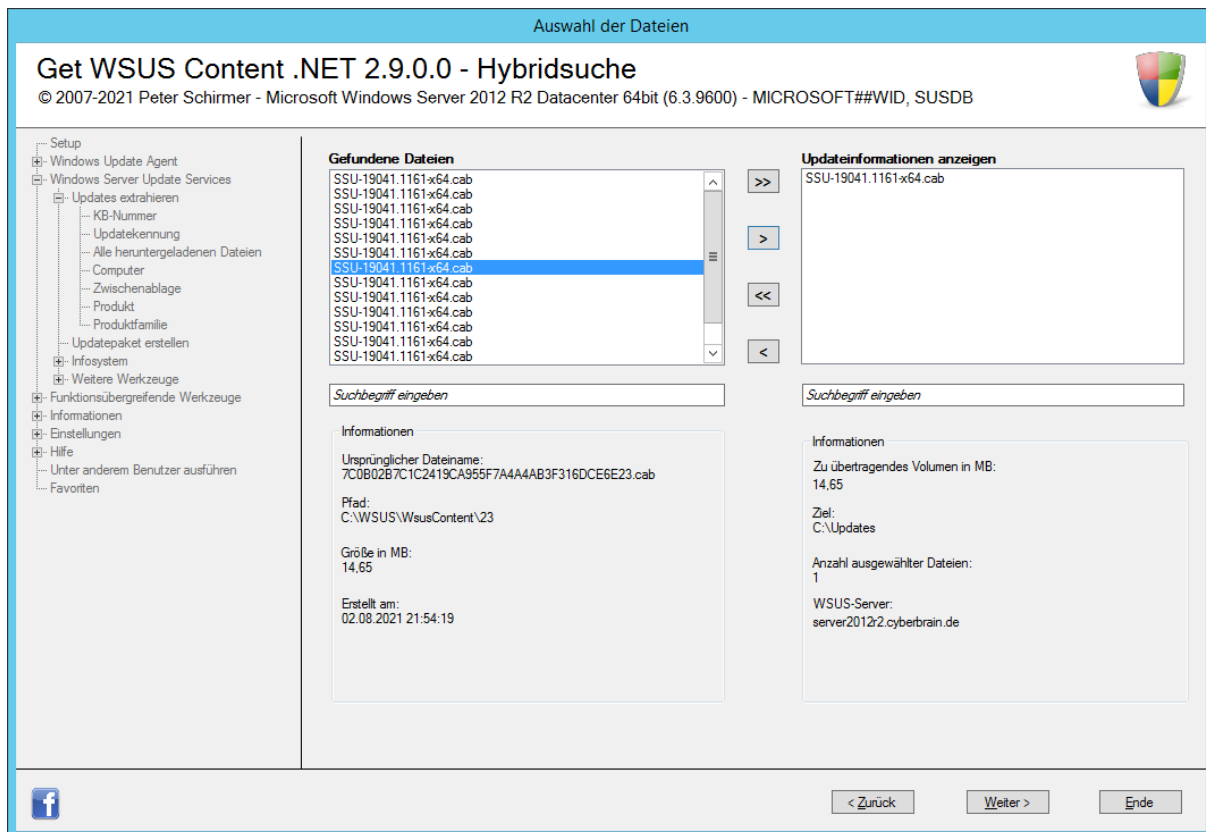 Auswahl der Dateien
Get WSUS Content .NET 2.9.0.0 - Hybridsuche
© 2007-2021 Peter Schirmer - Microsoft Windows Server 2012 R2 Datacenter 64bit (6.3.9600) - MICROSOFT##WID, SUSDB
Setup
Windows Update Agent
Windows Server Update Services
Updates extrahieren
KB-Nummer
Updatekennung
Alle heruntergeladenen Dateien
Computer
Zwischenablage
Produkt
Produktfamilie
Updatepaket erstellen
Infosystem
Weitere Werkzeuge
Funktionsübergreifende Werkzeuge
Informationen
Einstellungen
Hilfe
Unter anderem Benutzer ausführen
Favoriten
Gefundene Dateien
SSU-19041.1161-x64.cab
SSU-19041.1161-x64.cab
SSU-19041.1161-x64.cab
SSU-19041.1161-x64.cab
SSU-19041.1161-x64.cab
SSU-19041.1161-x64.cab
SSU-19041.1161-x64.cab
SSU-19041.1161-x64.cab
SSU-19041.1161-x64.cab
SSU-19041.1161-x64.cab
SSU-19041.1161-x64.cab
SSU-19041.1161-x64.cab
SSU-19041.1161-x64.cab
Suchbegriff eingeben
Informationen
Ursprünglicher Dateiname:
7C0B02B7C1C2419CA955F7A4A4AB3F316DCE6E23.cab
Pfad:
C:\WSUS\WsusContent\23
Größe in MB:
14,65
Erstellt am:
02.08.2021 21:54:19
>>
>
<<
<
Updateinformationen anzeigen
SSU-19041.1161-x64.cab
Suchbegriff eingeben
Informationen
Zu übertragendes Volumen in MB:
14,65
Ziel:
C:\Updates
Anzahl ausgewählter Dateien:
1
WSUS-Server:
server2012r2.cyberbrain.de
f
< Zurück
Weiter >
Ende